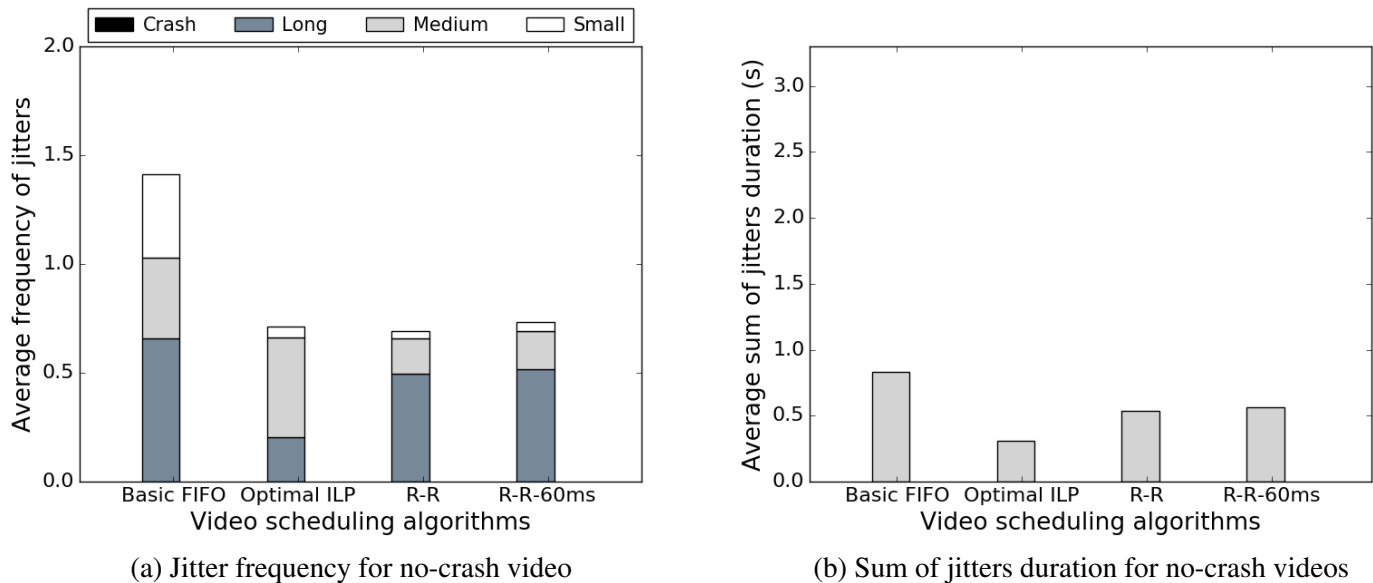 Crash Long Medium Small
Average frequency of jitters
2.0
1.5
1.0
0.5
0.0
Basic FIFO Optimal ILP R-R R-R-60ms
Video scheduling algorithms
(a) Jitter frequency for no-crash video
Average sum of jitters duration (s)
3.0
2.5
2.0
1.5
1.0
0.5
0.0
Basic FIFO Optimal ILP R-R R-R-60ms
Video scheduling algorithms
(b) Sum of jitters duration for no-crash videos